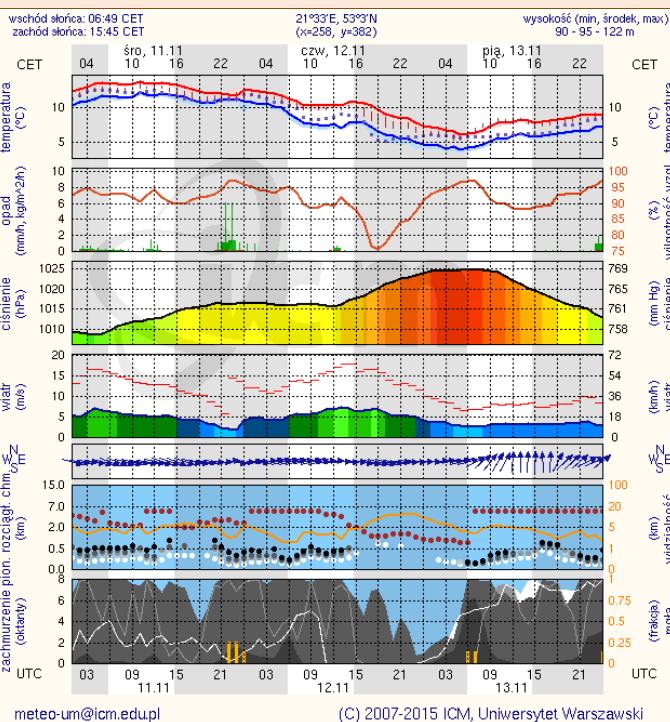 wschód słońca: 06:49 CET
zachód słońca: 15:45 CET
21°33'E, 53°3'N
(x=258, y=382)
wysokość (min, środek, max)
90 - 95 - 122 m
śro, 11.11 czw, 12.11 pią, 13.11
CET 04 10 16 22 04 10 16 22 04 10 16 22 CET
temperatura
(°C)
10
5
10
5
temperatura
(°C)
opad
(mm/h, kg/m^2/h)
10
8
6
4
2
0
100
95
90
85
80
75
(%)
wilgotność wzgl.
ciśnienie
(hPa)
1025
1020
1015
1010
769
765
761
758
(mm Hg)
ciśnienie
wiatr
(m/s)
20
15
10
5
0
72
54
36
18
0
(km/h)
wiatr
N
W E
S
N
W E
S
pion. rozciągł. chm.
(km)
15.0
7.0
2.0
0.5
0.0
100
20
5
1
0
(km)
widzialność
zachmurzenie
(oktanty)
8
6
4
2
0
1
0.75
0.5
0.25
0
(frakcja)
mgła
UTC 03 09 15 21 03 09 15 21 03 09 15 21 UTC
11.11 12.11 13.11
meteo-um@icm.edu.pl
(C) 2007-2015 ICM, Uniwersytet Warszawski